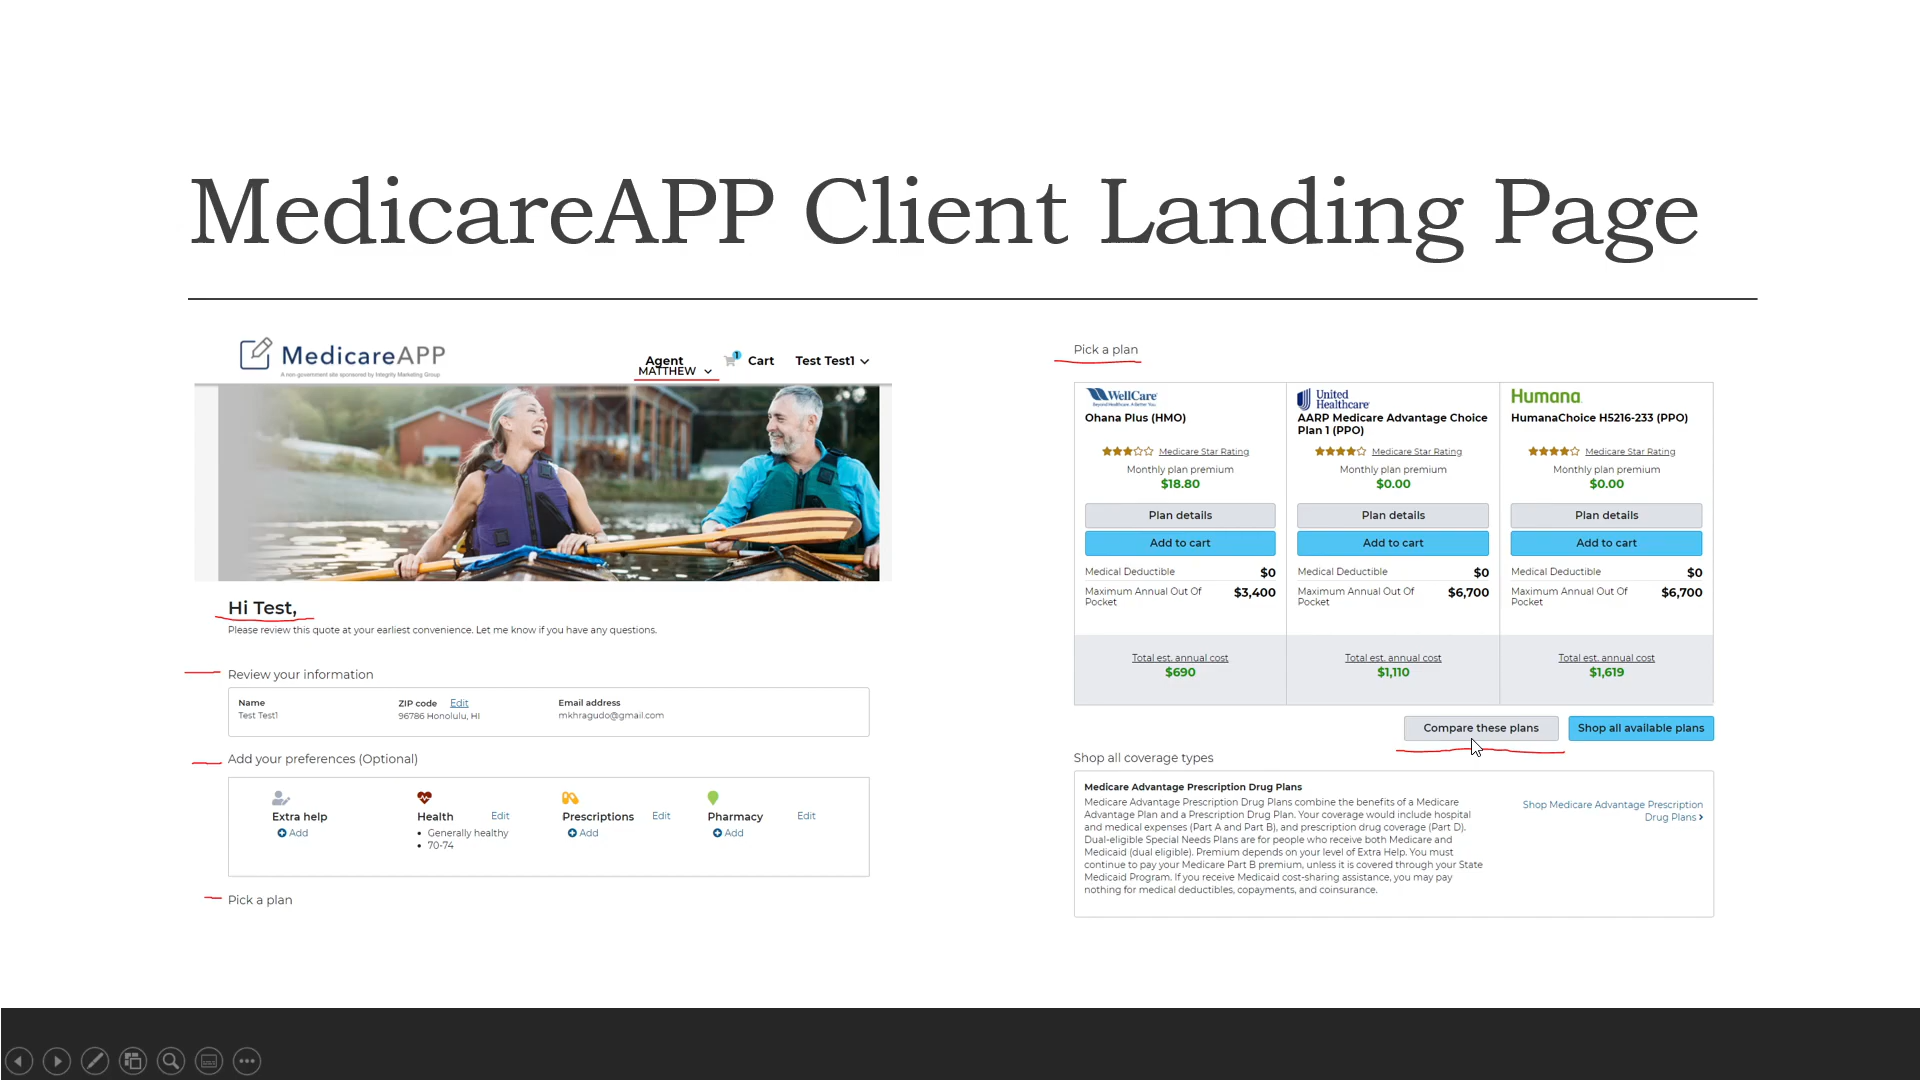 MedicareAPP Client Landing Page
MedicareAPP
A non-government site sponsored by Integrity Marketing Group
Agent
MATTHEW
1
Cart
Test Test1
Hi Test,
Please review this quote at your earliest convenience. Let me know if you have any questions.
Review your information
Name
Test Test1
ZIP code Edit
96786 Honolulu, HI
Email address
mkhragudo@gmail.com
Add your preferences (Optional)
Extra help
Add
Health Edit
• Generally healthy
• 70-74
Prescriptions Edit
Add
Pharmacy Edit
Add
Pick a plan
Pick a plan
WellCare
Beyond Healthcare. A Better You.
Ohana Plus (HMO)
Medicare Star Rating
Monthly plan premium
$18.80
Plan details
Add to cart
Medical Deductible $0
Maximum Annual Out Of $3,400
Pocket
Total est. annual cost
$690
United
Healthcare
AARP Medicare Advantage Choice
Plan 1 (PPO)
Medicare Star Rating
Monthly plan premium
$0.00
Plan details
Add to cart
Medical Deductible $0
Maximum Annual Out Of $6,700
Pocket
Total est. annual cost
$1,110
Humana
HumanaChoice H5216-233 (PPO)
Medicare Star Rating
Monthly plan premium
$0.00
Plan details
Add to cart
Medical Deductible $0
Maximum Annual Out Of $6,700
Pocket
Total est. annual cost
$1,619
Compare these plans
Shop all available plans
Shop all coverage types
Medicare Advantage Prescription Drug Plans
Medicare Advantage Prescription Drug Plans combine the benefits of a Medicare
Advantage Plan and a Prescription Drug Plan. Your coverage would include hospital
and medical expenses (Part A and Part B), and prescription drug coverage (Part D).
Dual-eligible Special Needs Plans are for people who receive both Medicare and
Medicaid (dual eligible). Premium depends on your level of Extra Help. You must
continue to pay your Medicare Part B premium, unless it is covered through your State
Medicaid Program. If you receive Medicaid cost-sharing assistance, you may pay
nothing for medical deductibles, copayments, and coinsurance.
Shop Medicare Advantage Prescription
Drug Plans